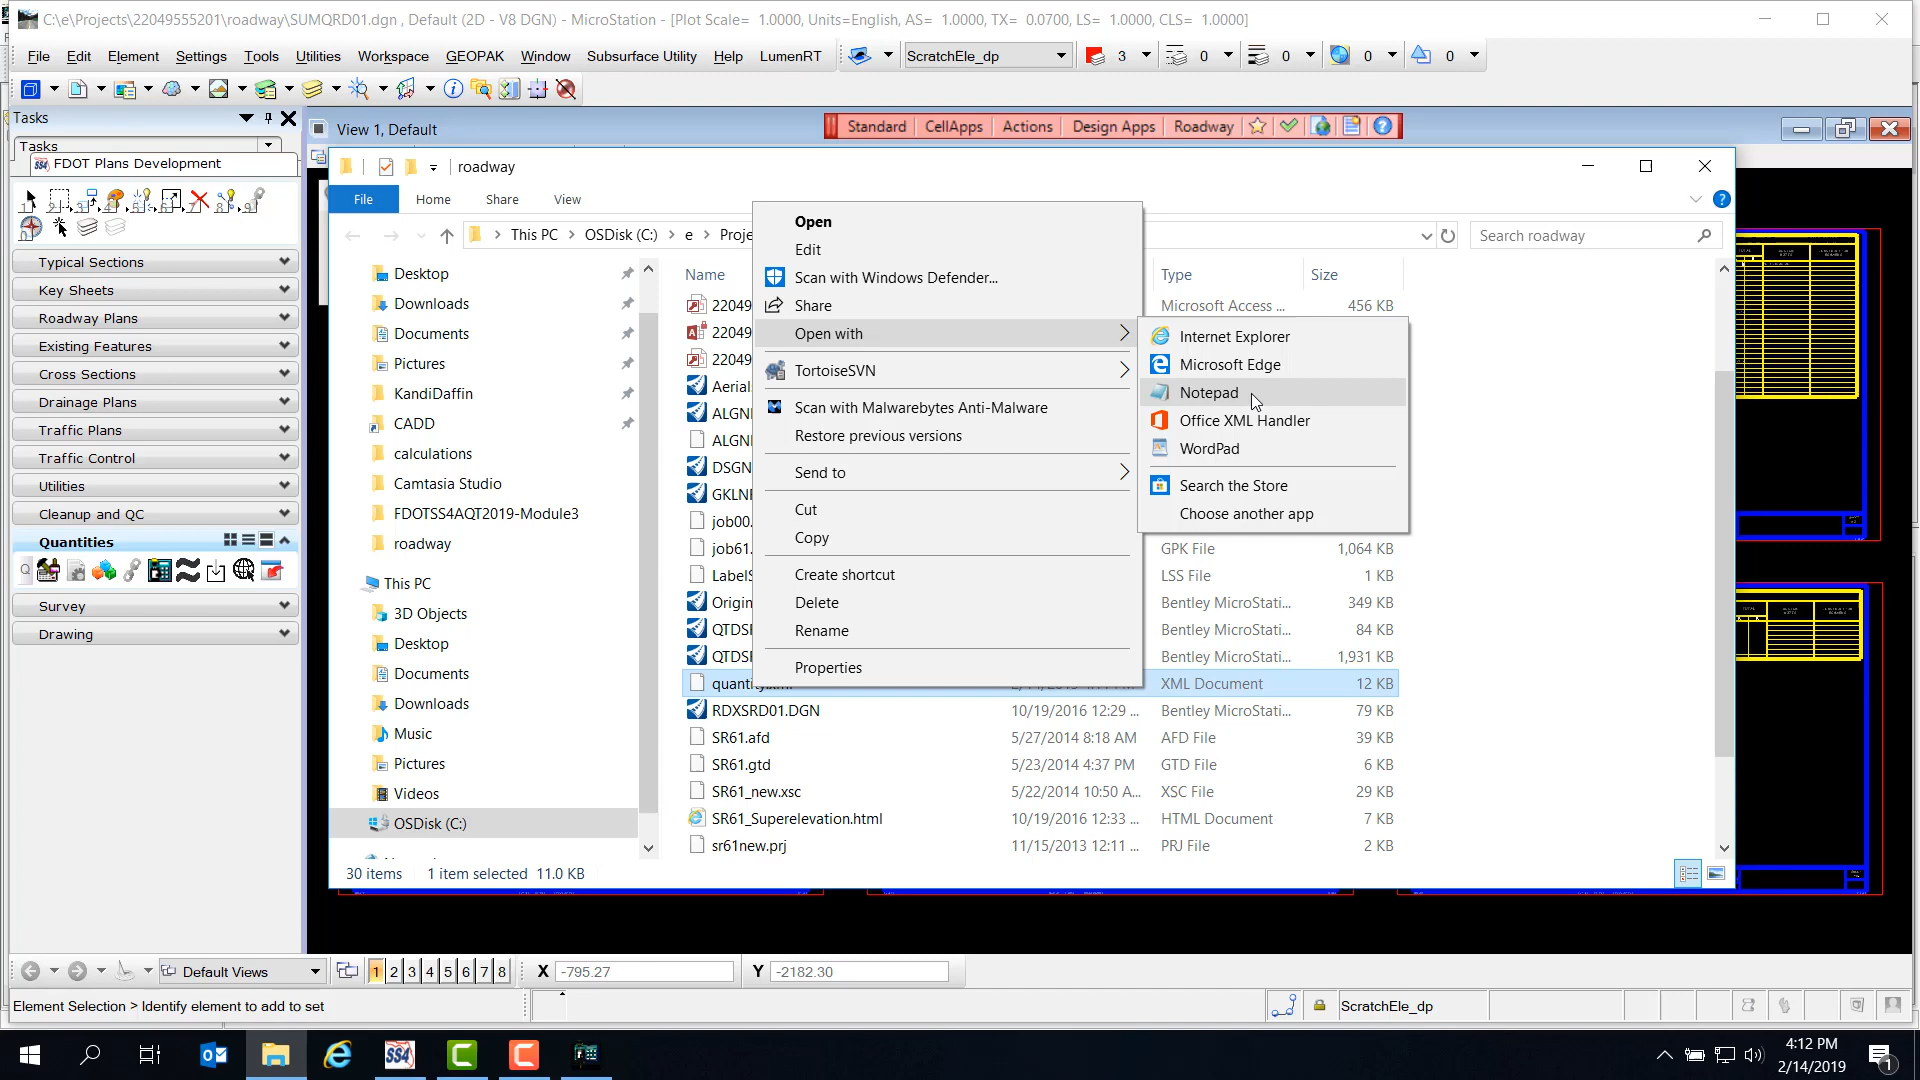 C:\e\Projects\22049555201\roadway\SUMQRD01.dgn , Default (2D - V8 DGN) - MicroStation - [Plot Scale=  1.0000, Units=English, AS=  1.0000, TX=  0.0700, LS=  1.0000, CLS=  1.0000]
File Edit Element Settings Tools Utilities Workspace GEOPAK Window Subsurface Utility Help LumenRT ScratchEle_dp 3 0 0 0 0
Tasks
View 1, Default
Standard CellApps Actions Design Apps Roadway
Tasks
FDOT Plans Development
Typical Sections
Key Sheets
Roadway Plans
Existing Features
Cross Sections
Drainage Plans
Traffic Plans
Traffic Control
Utilities
Cleanup and QC
Quantities
Q
Survey
Drawing
roadway
File Home Share View
This PC OSDisk (C:) e Proje
Search roadway
Desktop
Downloads
Documents
Pictures
KandiDaffin
CADD
calculations
Camtasia Studio
FDOTSS4AQT2019-Module3
roadway
This PC
3D Objects
Desktop
Documents
Downloads
Music
Pictures
Videos
OSDisk (C:)
Name Type Size
22049 Microsoft Access ... 456 KB
22049
22049
Aerial
ALGN
ALGN
DSGN
GKLN
job00.
job61. GPK File 1,064 KB
LabelS LSS File 1 KB
Origin Bentley MicroStati... 349 KB
QTDSI Bentley MicroStati... 84 KB
QTDSI Bentley MicroStati... 1,931 KB
XML Document 12 KB
RDXSRD01.DGN 10/19/2016 12:29 ... Bentley MicroStati... 79 KB
SR61.afd 5/27/2014 8:18 AM AFD File 39 KB
SR61.gtd 5/23/2014 4:37 PM GTD File 6 KB
SR61_new.xsc 5/22/2014 10:50 A... XSC File 29 KB
SR61_Superelevation.html 10/19/2016 12:33 ... HTML Document 7 KB
sr61new.prj 11/15/2013 12:11 ... PRJ File 2 KB
30 items 1 item selected 11.0 KB
Open
Edit
Scan with Windows Defender...
Share
Open with
TortoiseSVN
Scan with Malwarebytes Anti-Malware
Restore previous versions
Send to
Cut
Copy
Create shortcut
Delete
Rename
Properties
Internet Explorer
Microsoft Edge
Notepad
Office XML Handler
WordPad
Search the Store
Choose another app
Default Views 1 2 3 4 5 6 7 8 X -795.27 Y -2182.30
Element Selection > Identify element to add to set
ScratchEle_dp
SS4
4:12 PM
2/14/2019
1